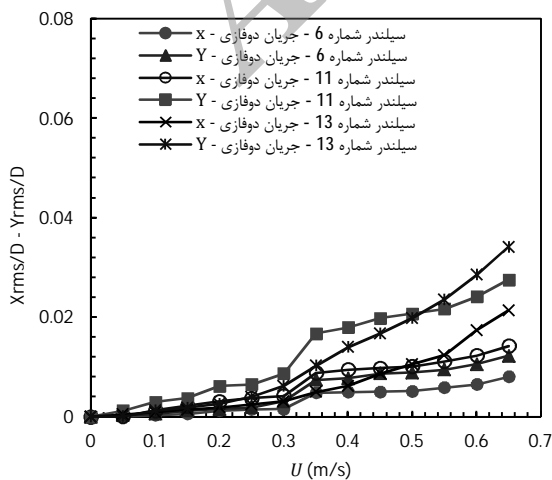 0.08
0.06
0.04
0.02
0
Xrms/D - Yrms/D
سیلندر شماره 6 - جریان دوفازی - x
سیلندر شماره 6 - جریان دوفازی - Y
سیلندر شماره 11 - جریان دوفازی - x
سیلندر شماره 11 - جریان دوفازی - Y
سیلندر شماره 13 - جریان دوفازی - x
سیلندر شماره 13 - جریان دوفازی - Y
0 0.1 0.2 0.3 0.4 0.5 0.6 0.7
U (m/s)